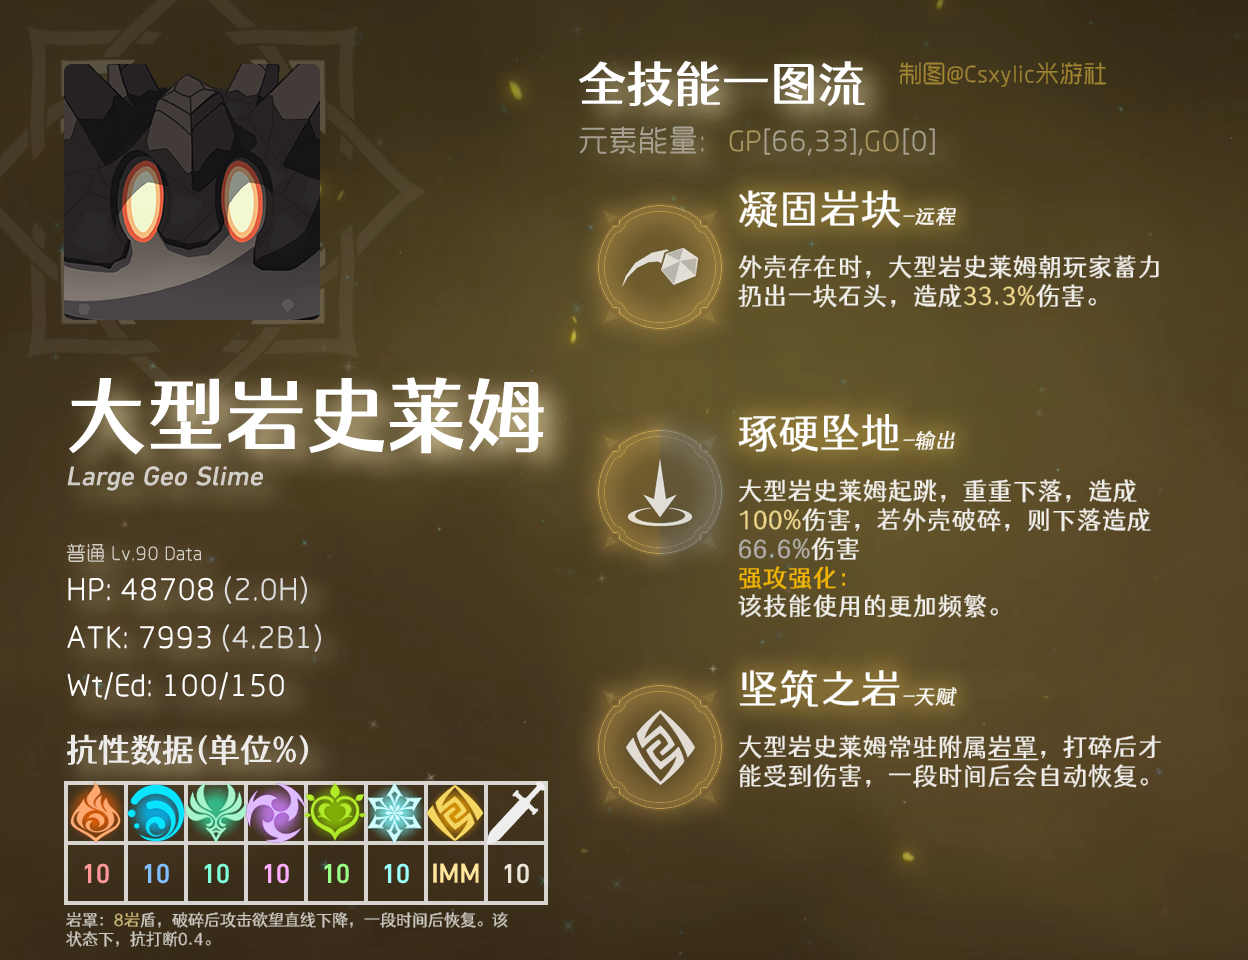 全技能一图流
制图@Csxylic米游社
元素能量： GP[66,33],GO[0]
凝固岩块–远程
外壳存在时，大型岩史莱姆朝玩家蓄力
扔出一块石头，造成33.3%伤害。
大型岩史莱姆
Large Geo Slime
琢硬坠地–输出
大型岩史莱姆起跳，重重下落，造成
100%伤害，若外壳破碎，则下落造成
66.6%伤害
强攻强化：
该技能使用的更加频繁。
普通 Lv.90 Data
HP: 48708 (2.0H)
ATK: 7993 (4.2B1)
Wt/Ed: 100/150
坚筑之岩–天赋
大型岩史莱姆常驻附属岩罩，打碎后才
能受到伤害，一段时间后会自动恢复。
抗性数据(单位%)
10 10 10 10 10 10 IMM 10
岩罩：8岩盾，破碎后攻击欲望直线下降，一段时间后恢复。该
状态下，抗打断0.4。